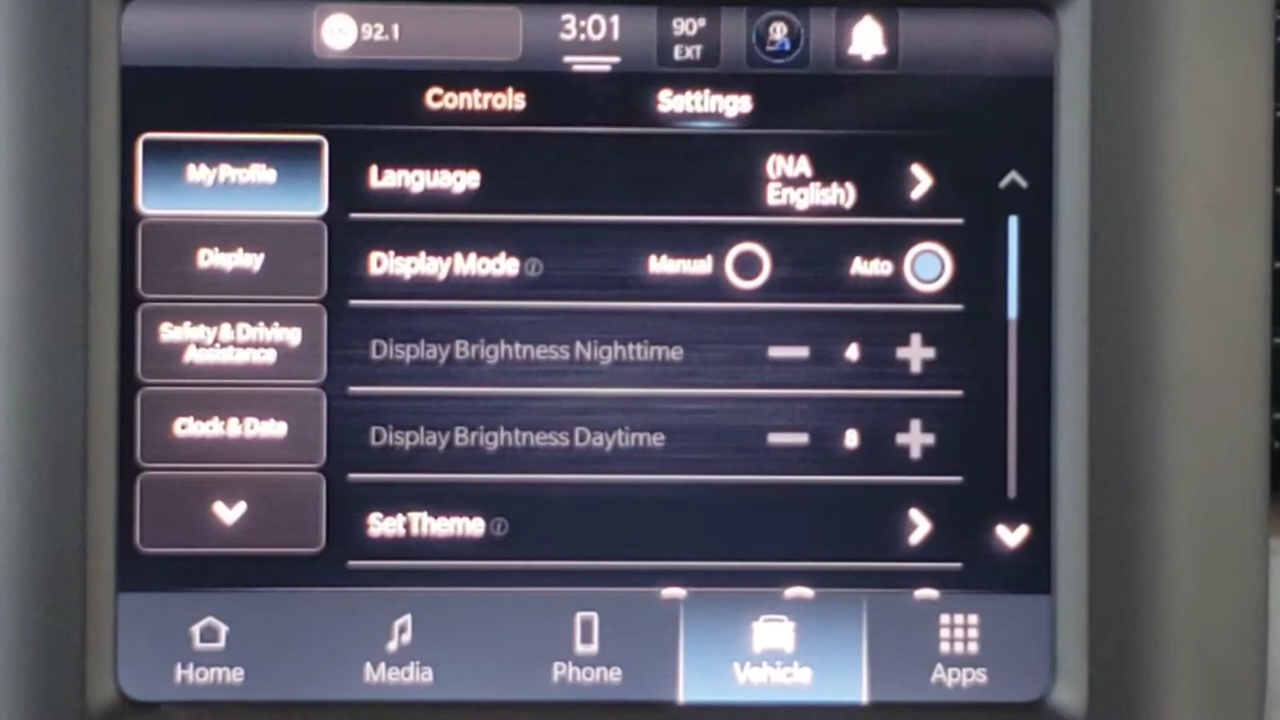 92.1
3:01
90°
EXT
Controls
Settings
My Profile
Language
(NA
English)
Display
Display Mode
Manual
Auto
Safety & Driving
Assistance
Display Brightness Nighttime
4
Clock & Date
Display Brightness Daytime
8
Set Theme
Home
Media
Phone
Vehicle
Apps